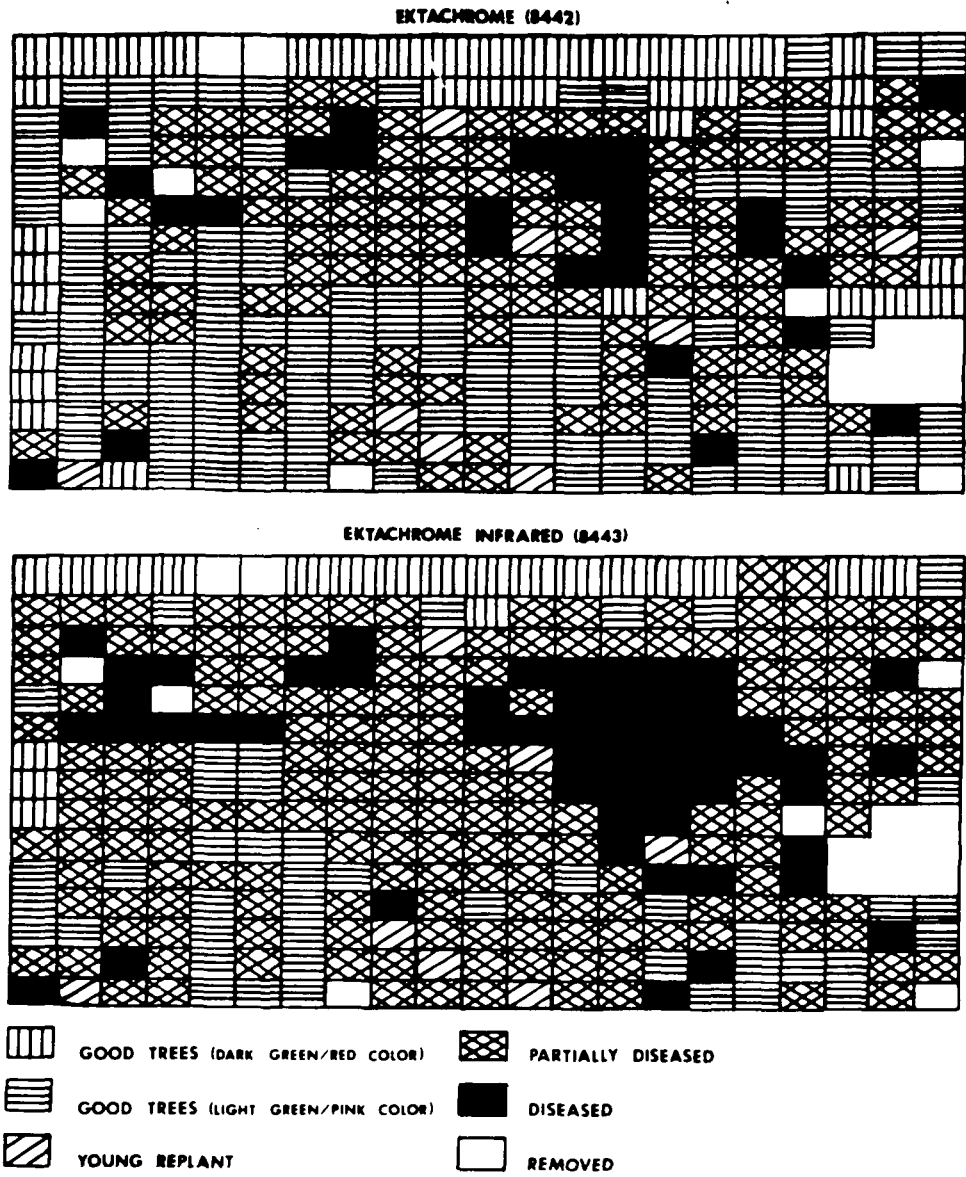 EKTACHROME (8442)
EKTACHROME INFRARED (8443)
GOOD TREES (DARK GREEN/RED COLOR)
PARTIALLY DISEASED
GOOD TREES (LIGHT GREEN/PINK COLOR)
DISEASED
YOUNG REPLANT
REMOVED